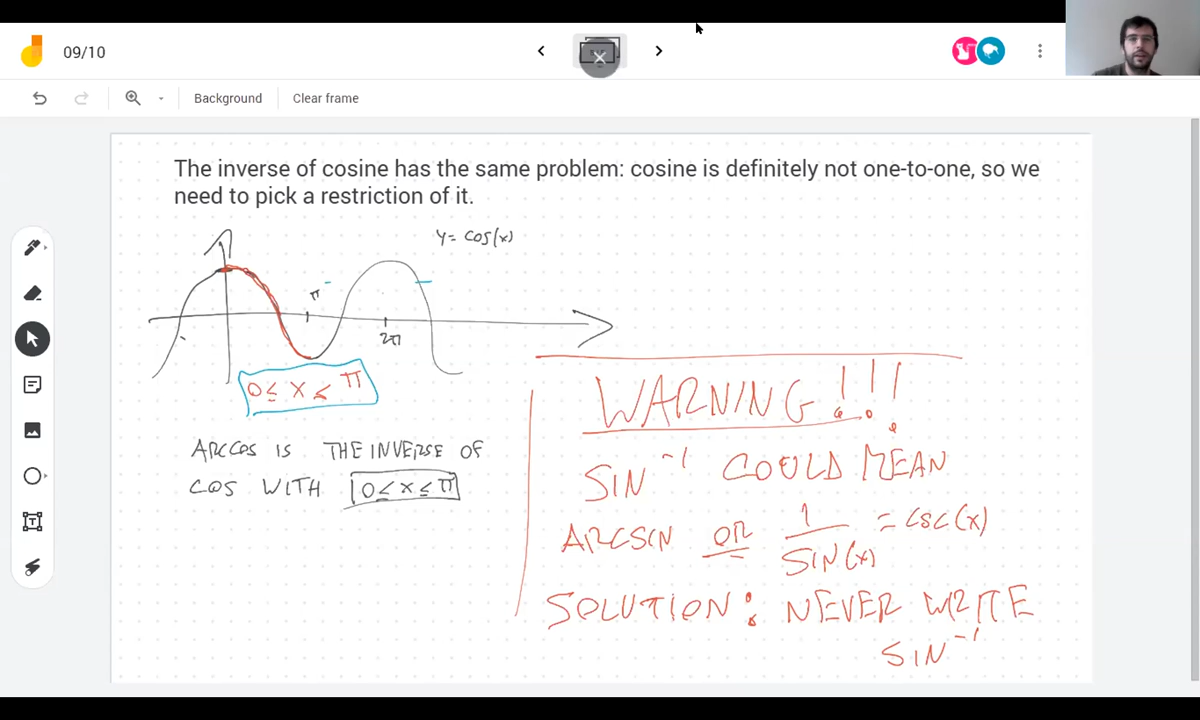 09/10
Background
Clear frame
The inverse of cosine has the same problem: cosine is definitely not one-to-one, so we
need to pick a restriction of it.
y = cos(x)
π
2π
0 ≤ x ≤ π
ARCCOS IS THE INVERSE OF
COS WITH 0 ≤ x ≤ π
WARNING!!!
SIN⁻¹ COULD MEAN
ARCSIN OR 1/SIN(x) = CSC(x)
SOLUTION: NEVER WRITE
SIN⁻¹